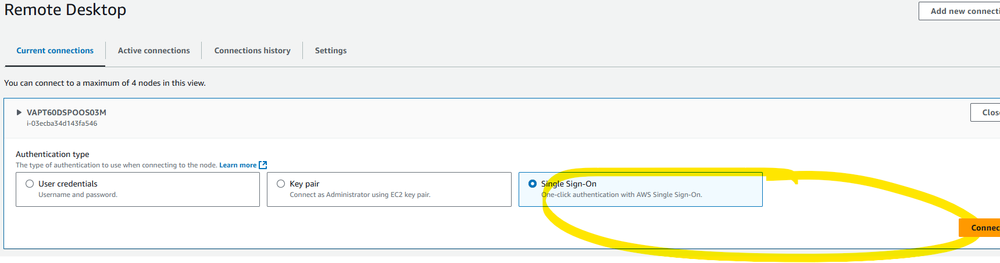 Remote Desktop
Add new connecti
Current connections
Active connections
Connections history
Settings
You can connect to a maximum of 4 nodes in this view.
VAPT60DSPOOS03M
i-03ecba34d143fa546
Clos
Authentication type
The type of authentication to use when connecting to the node. Learn more
User credentials
Username and password.
Key pair
Connect as Administrator using EC2 key pair.
Single Sign-On
One-click authentication with AWS Single Sign-On.
Connec